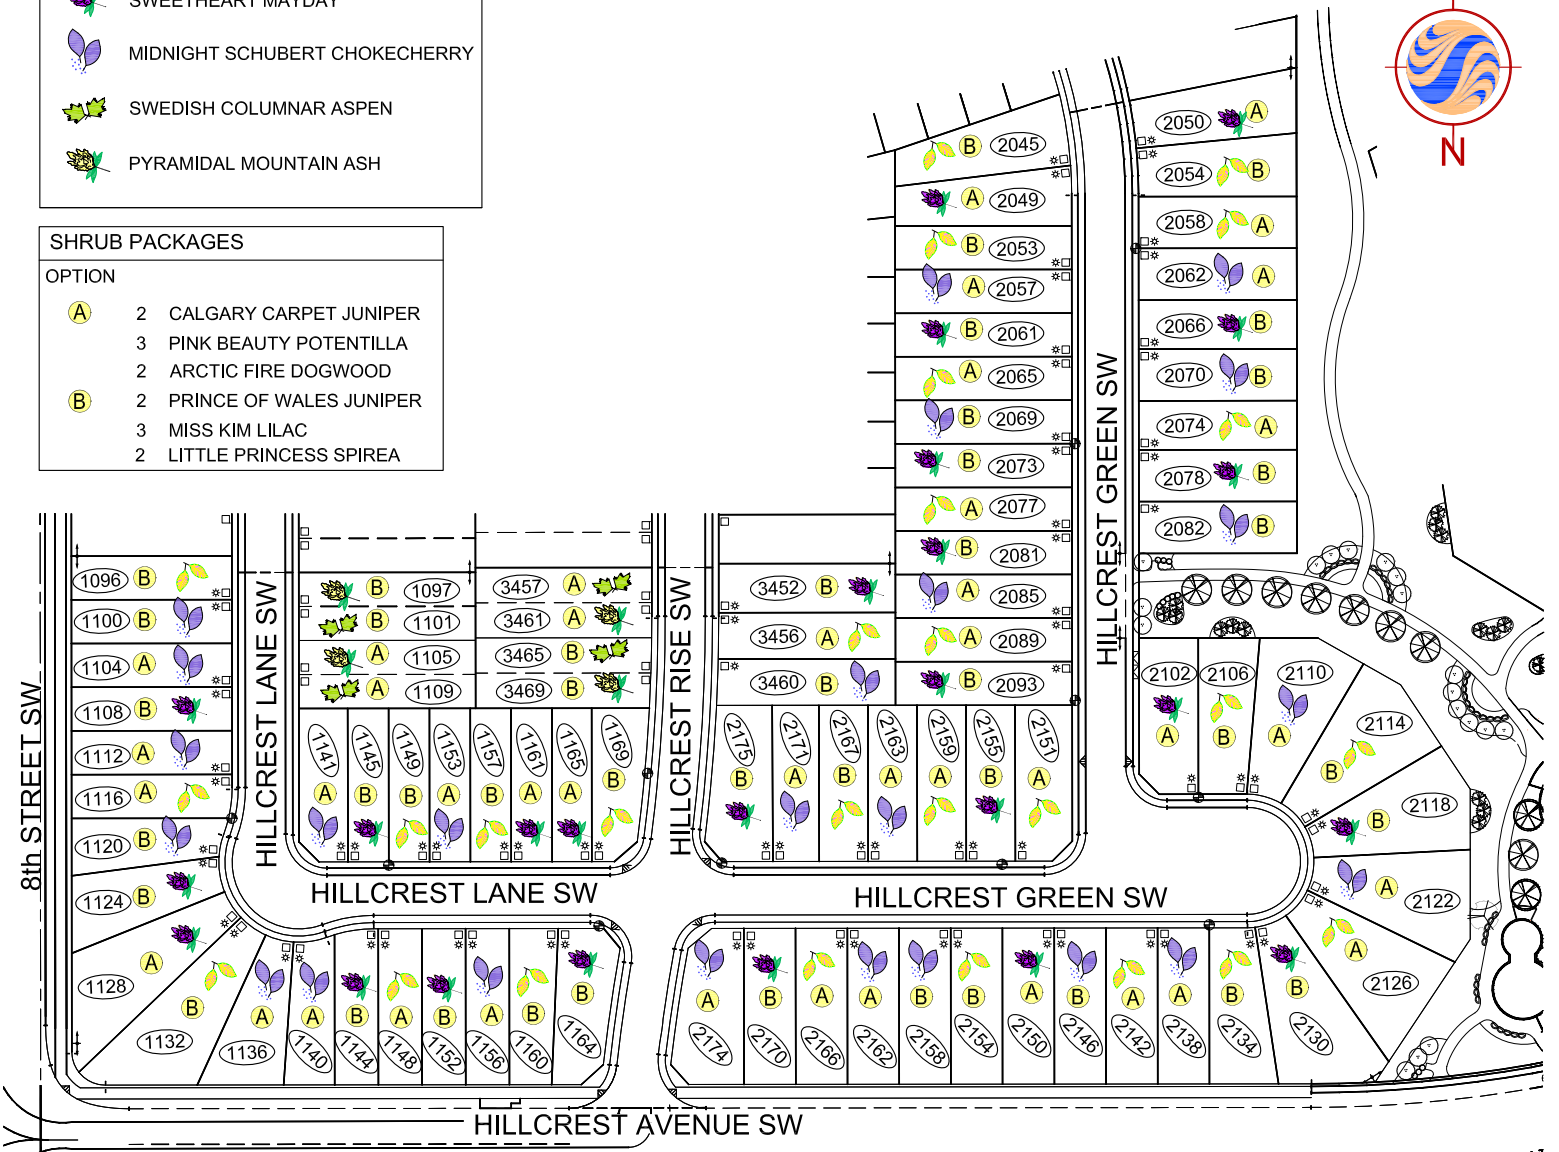 SWEETHEART MAYDAY
MIDNIGHT SCHUBERT CHOKECHERRY
SWEDISH COLUMNAR ASPEN
PYRAMIDAL MOUNTAIN ASH
SHRUB PACKAGES
OPTION
A 2 CALGARY CARPET JUNIPER
3 PINK BEAUTY POTENTILLA
2 ARCTIC FIRE DOGWOOD
B 2 PRINCE OF WALES JUNIPER
3 MISS KIM LILAC
2 LITTLE PRINCESS SPIREA
N
B 2045
A 2049
B 2053
A 2057
B 2061
A 2065
B 2069
B 2073
A 2077
B 2081
A 2085
A 2089
B 2093
HILLCREST GREEN SW
2050 A
2054 B
2058 A
2062 A
2066 B
2070 B
2074 A
2078 B
2082 B
8th STREET SW
1096 B
1100 B
1104 A
1108 B
1112 A
1116 A
1120 B
1124 B
A
1128
B
1132
HILLCREST LANE SW
B 1097
B 1101
A 1105
A 1109
3457 A
3461 A
3465 B
3469 B
HILLCREST RISE SW
3452 B
3456 A
3460 B
1141 1145 1149 1153 1157 1161 1165 1169
A B B A B A A B
2175 2171 2167 2163 2159 2155 2151
B A B A A B A
2102 2106 2110 2114 2118 2122 2126
A B A B B A A
HILLCREST LANE SW
HILLCREST GREEN SW
A A B A B A B B
1136 1140 1144 1148 1152 1156 1160 1164
A B A A B B A B A A B B
2174 2170 2166 2162 2158 2154 2150 2146 2142 2138 2134 2130
HILLCREST AVENUE SW